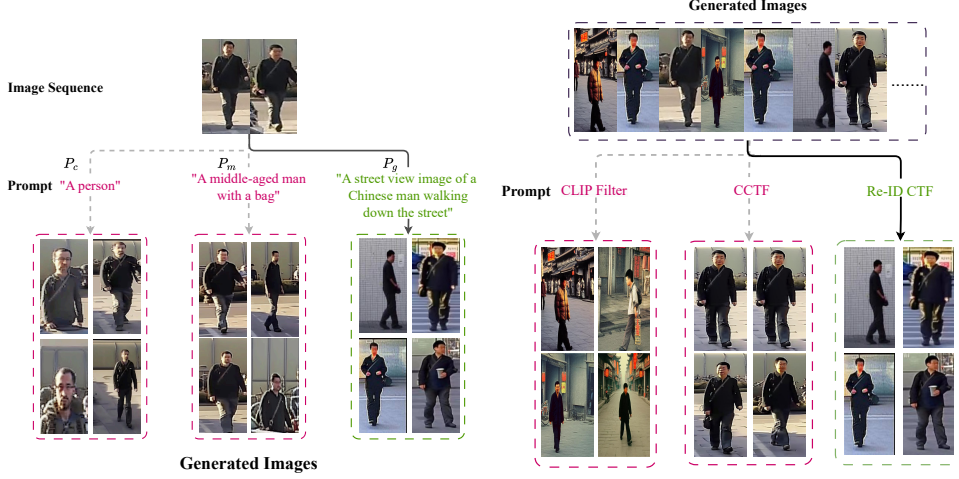 Image Sequence
P_c
P_m
P_g
Prompt
"A person"
"A middle-aged man
with a bag"
"A street view image of a
Chinese man walking
down the street"
Generated Images
Generated Images
........
Prompt
CLIP Filter
CCTF
Re-ID CTF